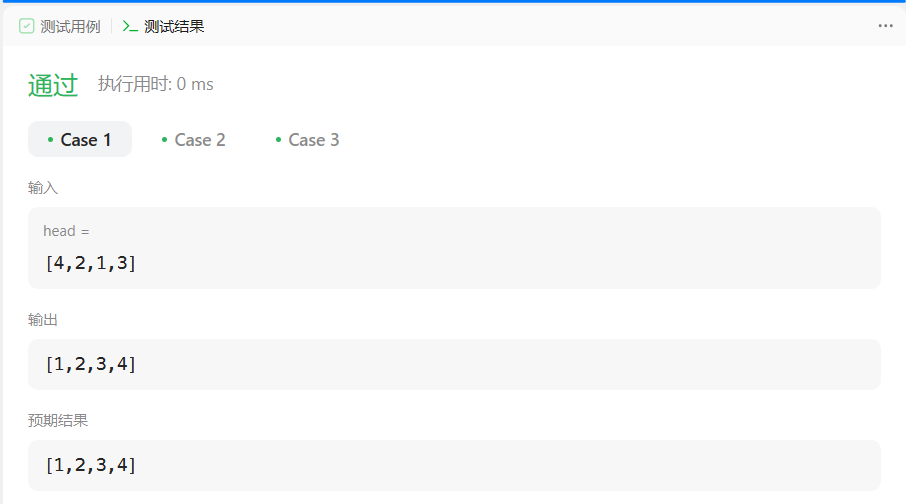 测试用例 测试结果
通过 执行用时: 0 ms
Case 1 Case 2 Case 3
输入
head =
[4,2,1,3]
输出
[1,2,3,4]
预期结果
[1,2,3,4]